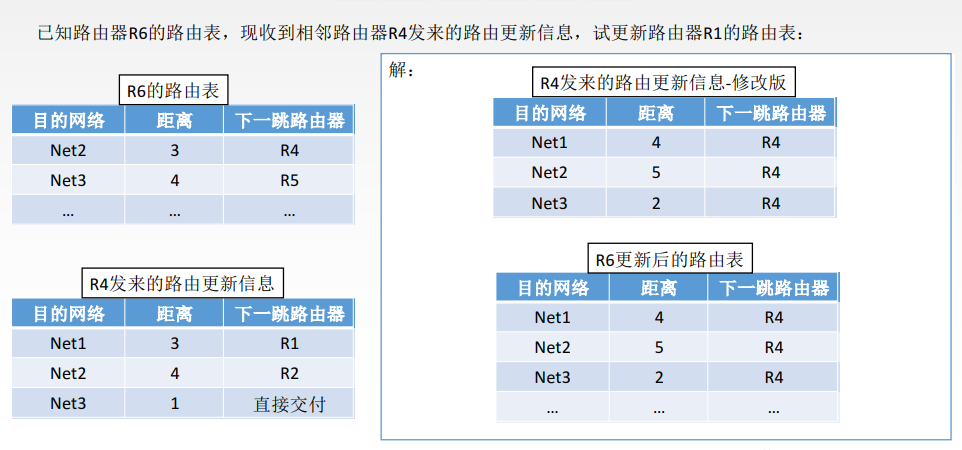 已知路由器R6的路由表，现收到相邻路由器R4发来的路由更新信息，试更新路由器R1的路由表：
R6的路由表
目的网络 距离 下一跳路由器
Net2 3 R4
Net3 4 R5
… … …
R4发来的路由更新信息
目的网络 距离 下一跳路由器
Net1 3 R1
Net2 4 R2
Net3 1 直接交付
解：
R4发来的路由更新信息-修改版
目的网络 距离 下一跳路由器
Net1 4 R4
Net2 5 R4
Net3 2 R4
R6更新后的路由表
目的网络 距离 下一跳路由器
Net1 4 R4
Net2 5 R4
Net3 2 R4
… … …